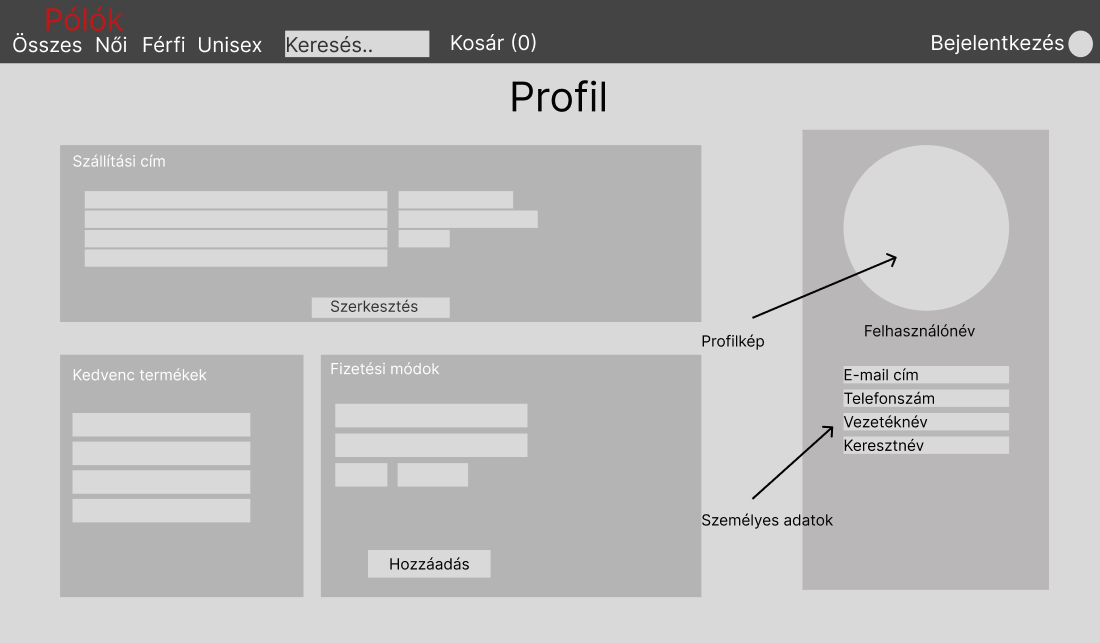 Pólók
Összes Női Férfi Unisex Keresés.. Kosár (0) Bejelentkezés
Profil
Szállítási cím
Szerkesztés
Kedvenc termékek
Fizetési módok
Hozzáadás
Profilkép
Felhasználónév
E-mail cím
Telefonszám
Vezetéknév
Keresztnév
Személyes adatok